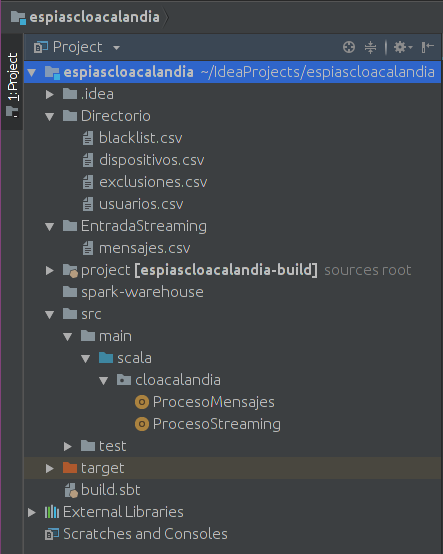 espiascloacalandia
1: Project
Project
espiascloacalandia ~/IdeaProjects/espiascloacalandia
.idea
Directorio
blacklist.csv
dispositivos.csv
exclusiones.csv
usuarios.csv
EntradaStreaming
mensajes.csv
project [espiascloacalandia-build] sources root
spark-warehouse
src
main
scala
cloacalandia
ProcesoMensajes
ProcesoStreaming
test
target
build.sbt
External Libraries
Scratches and Consoles